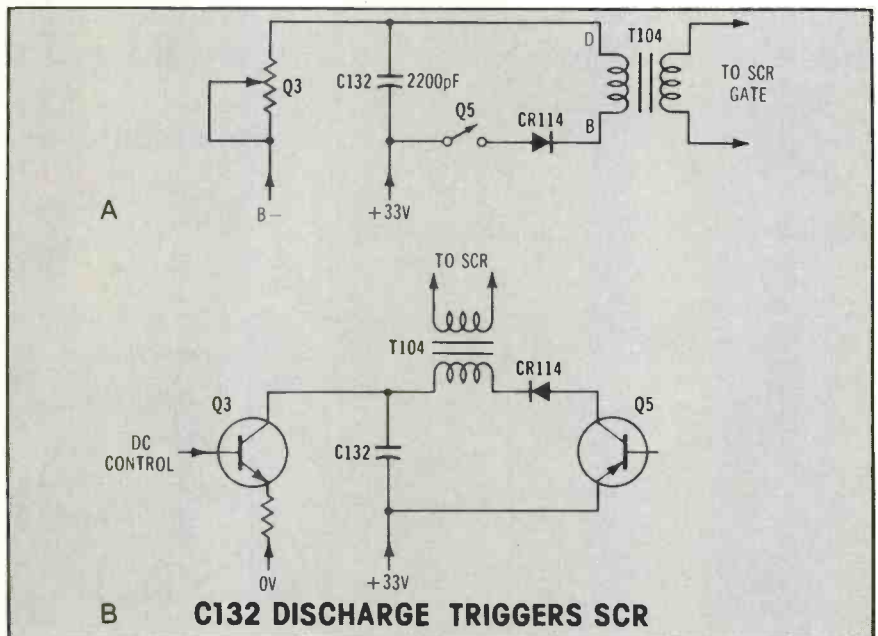 D
T104
Q3
C132
2200pF
Q5
CR114
TO SCR
GATE
B
A
B-
+33V
TO SCR
T104
CR114
Q3
Q5
DC
CONTROL
C132
0V
+33V
B
C132 DISCHARGE TRIGGERS SCR